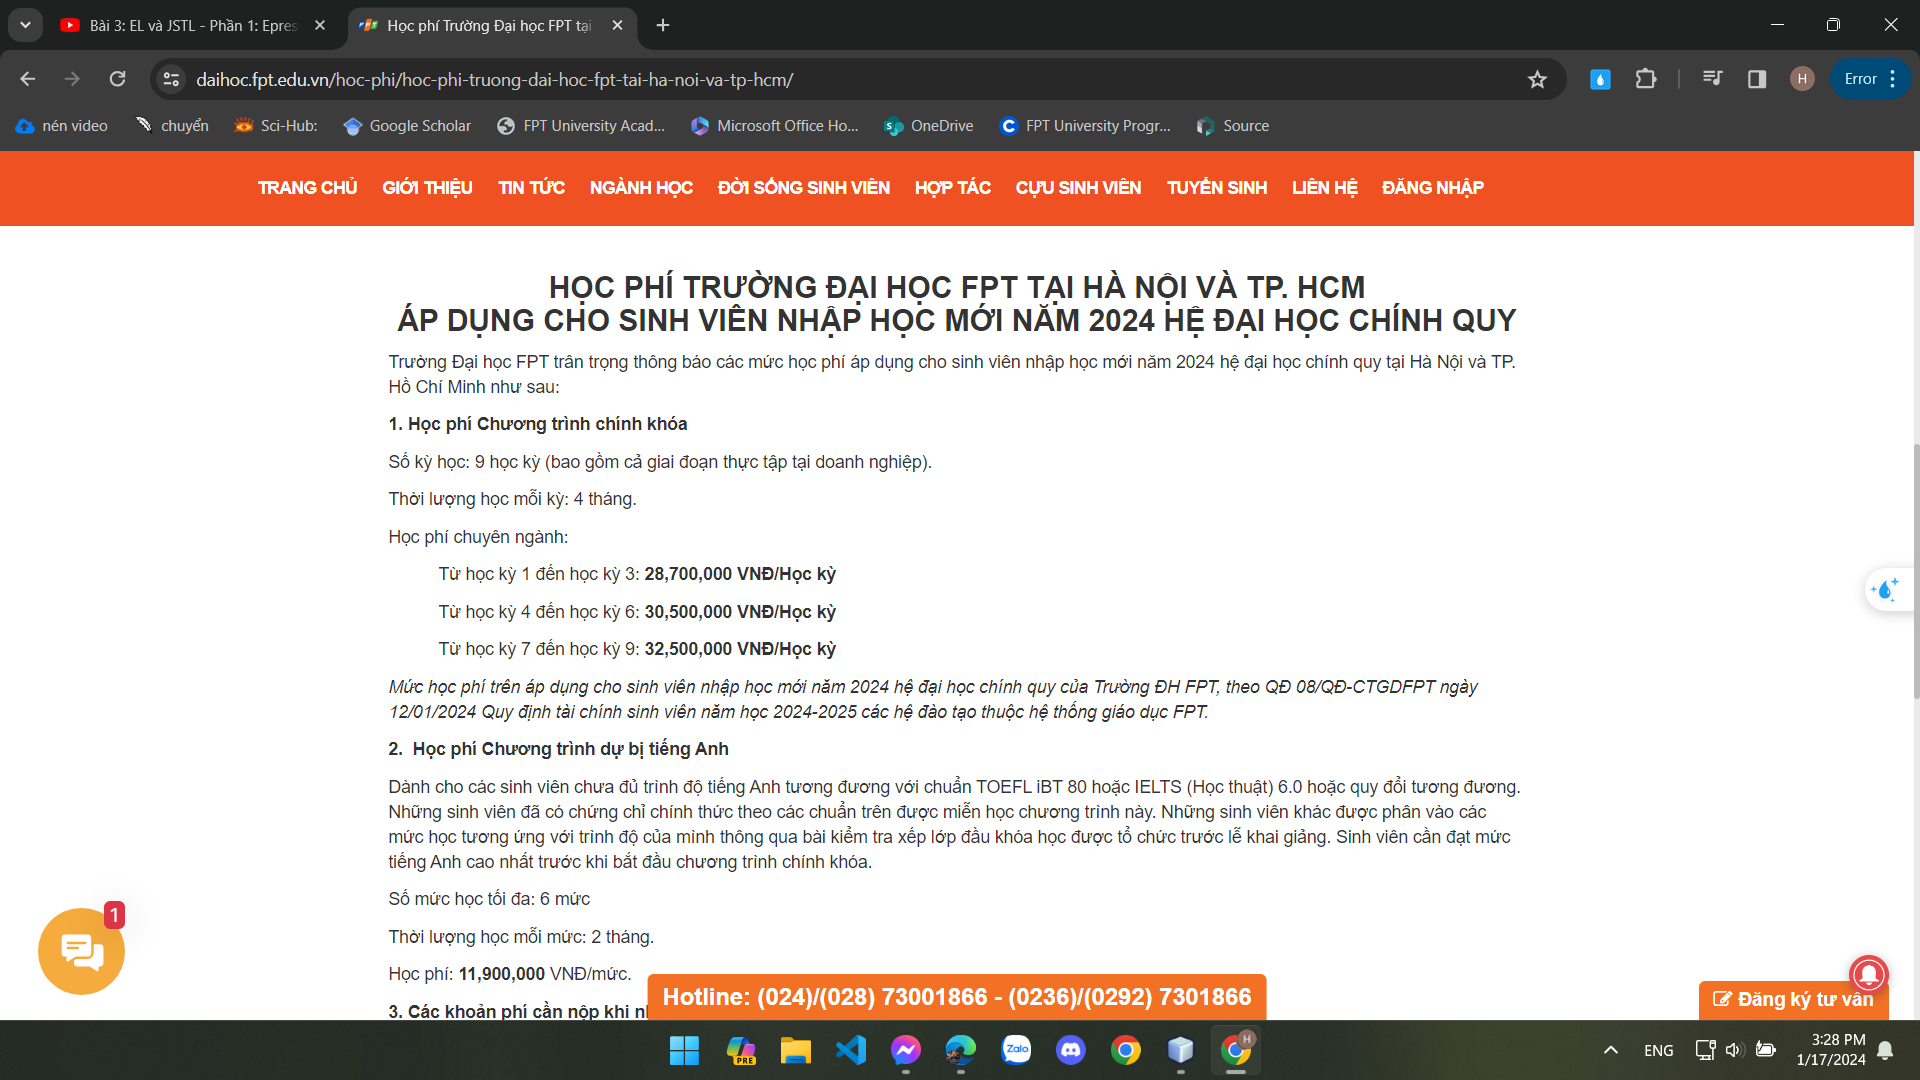 Bài 3: EL và JSTL - Phần 1: Epres
Học phí Trường Đại học FPT tại
daihoc.fpt.edu.vn/hoc-phi/hoc-phi-truong-dai-hoc-fpt-tai-ha-noi-va-tp-hcm/
H
Error
nén video
chuyển
Sci-Hub:
Google Scholar
FPT University Acad...
Microsoft Office Ho...
OneDrive
FPT University Progr...
Source
TRANG CHỦ GIỚI THIỆU TIN TỨC NGÀNH HỌC ĐỜI SỐNG SINH VIÊN HỢP TÁC CỰU SINH VIÊN TUYỂN SINH LIÊN HỆ ĐĂNG NHẬP
HỌC PHÍ TRƯỜNG ĐẠI HỌC FPT TẠI HÀ NỘI VÀ TP. HCM
ÁP DỤNG CHO SINH VIÊN NHẬP HỌC MỚI NĂM 2024 HỆ ĐẠI HỌC CHÍNH QUY
Trường Đại học FPT trân trọng thông báo các mức học phí áp dụng cho sinh viên nhập học mới năm 2024 hệ đại học chính quy tại Hà Nội và TP.
Hồ Chí Minh như sau:
1. Học phí Chương trình chính khóa
Số kỳ học: 9 học kỳ (bao gồm cả giai đoạn thực tập tại doanh nghiệp).
Thời lượng học mỗi kỳ: 4 tháng.
Học phí chuyên ngành:
Từ học kỳ 1 đến học kỳ 3: 28,700,000 VNĐ/Học kỳ
Từ học kỳ 4 đến học kỳ 6: 30,500,000 VNĐ/Học kỳ
Từ học kỳ 7 đến học kỳ 9: 32,500,000 VNĐ/Học kỳ
Mức học phí trên áp dụng cho sinh viên nhập học mới năm 2024 hệ đại học chính quy của Trường ĐH FPT, theo QĐ 08/QĐ-CTGDFPT ngày
12/01/2024 Quy định tài chính sinh viên năm học 2024-2025 các hệ đào tạo thuộc hệ thống giáo dục FPT.
2. Học phí Chương trình dự bị tiếng Anh
Dành cho các sinh viên chưa đủ trình độ tiếng Anh tương đương với chuẩn TOEFL iBT 80 hoặc IELTS (Học thuật) 6.0 hoặc quy đổi tương đương.
Những sinh viên đã có chứng chỉ chính thức theo các chuẩn trên được miễn học chương trình này. Những sinh viên khác được phân vào các
mức học tương ứng với trình độ của mình thông qua bài kiểm tra xếp lớp đầu khóa học được tổ chức trước lễ khai giảng. Sinh viên cần đạt mức
tiếng Anh cao nhất trước khi bắt đầu chương trình chính khóa.
Số mức học tối đa: 6 mức
Thời lượng học mỗi mức: 2 tháng.
Học phí: 11,900,000 VNĐ/mức.
3. Các khoản phí cần nộp khi
Hotline: (024)/(028) 73001866 - (0236)/(0292) 7301866
1
Đăng ký tư vấn
PRE
Zalo
H
ENG
3:28 PM
1/17/2024